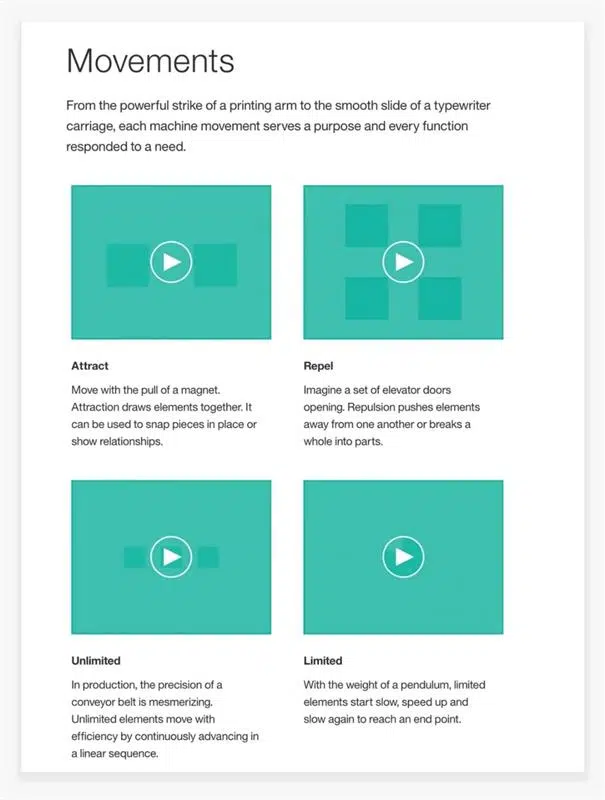 Movements
From the powerful strike of a printing arm to the smooth slide of a typewriter
carriage, each machine movement serves a purpose and every function
responded to a need.
Attract
Move with the pull of a magnet.
Attraction draws elements together. It
can be used to snap pieces in place or
show relationships.
Repel
Imagine a set of elevator doors
opening. Repulsion pushes elements
away from one another or breaks a
whole into parts.
Unlimited
In production, the precision of a
conveyor belt is mesmerizing.
Unlimited elements move with
efficiency by continuously advancing in
a linear sequence.
Limited
With the weight of a pendulum, limited
elements start slow, speed up and
slow again to reach an end point.